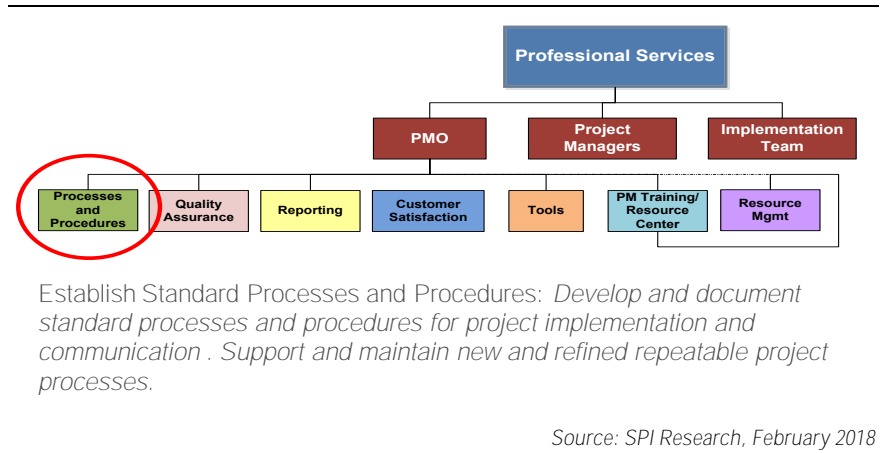 Professional Services
PMO
Project
Managers
Implementation
Team
Processes
and
Procedures
Quality
Assurance
Reporting
Customer
Satisfaction
Tools
PM Training/
Resource
Center
Resource
Mgmt
Establish Standard Processes and Procedures: Develop and document
standard processes and procedures for project implementation and
communication . Support and maintain new and refined repeatable project
processes.
Source: SPI Research, February 2018